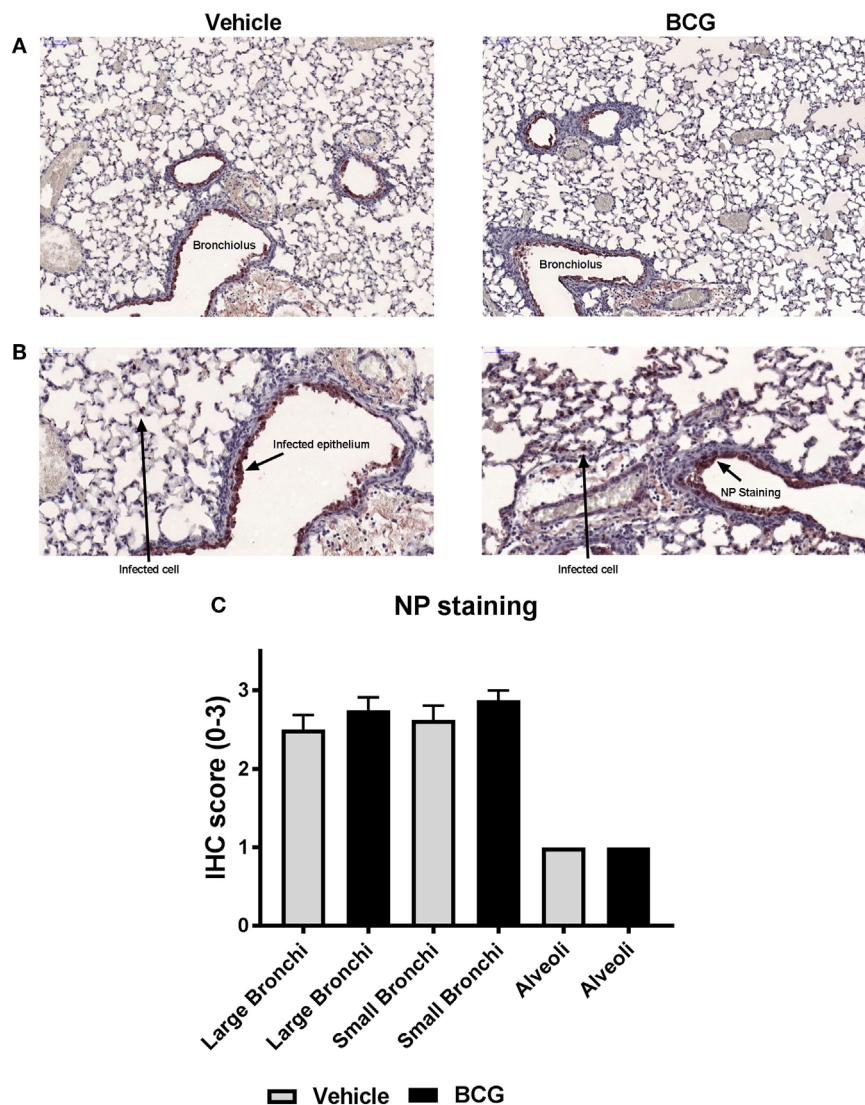 Vehicle
BCG
A
Bronchiolus
Bronchiolus
B
Infected epithelium
NP Staining
Infected cell
Infected cell
C
NP staining
IHC score (0-3)
3
2
1
0
Large Bronchi
Large Bronchi
Small Bronchi
Small Bronchi
Alveoli
Alveoli
Vehicle
BCG